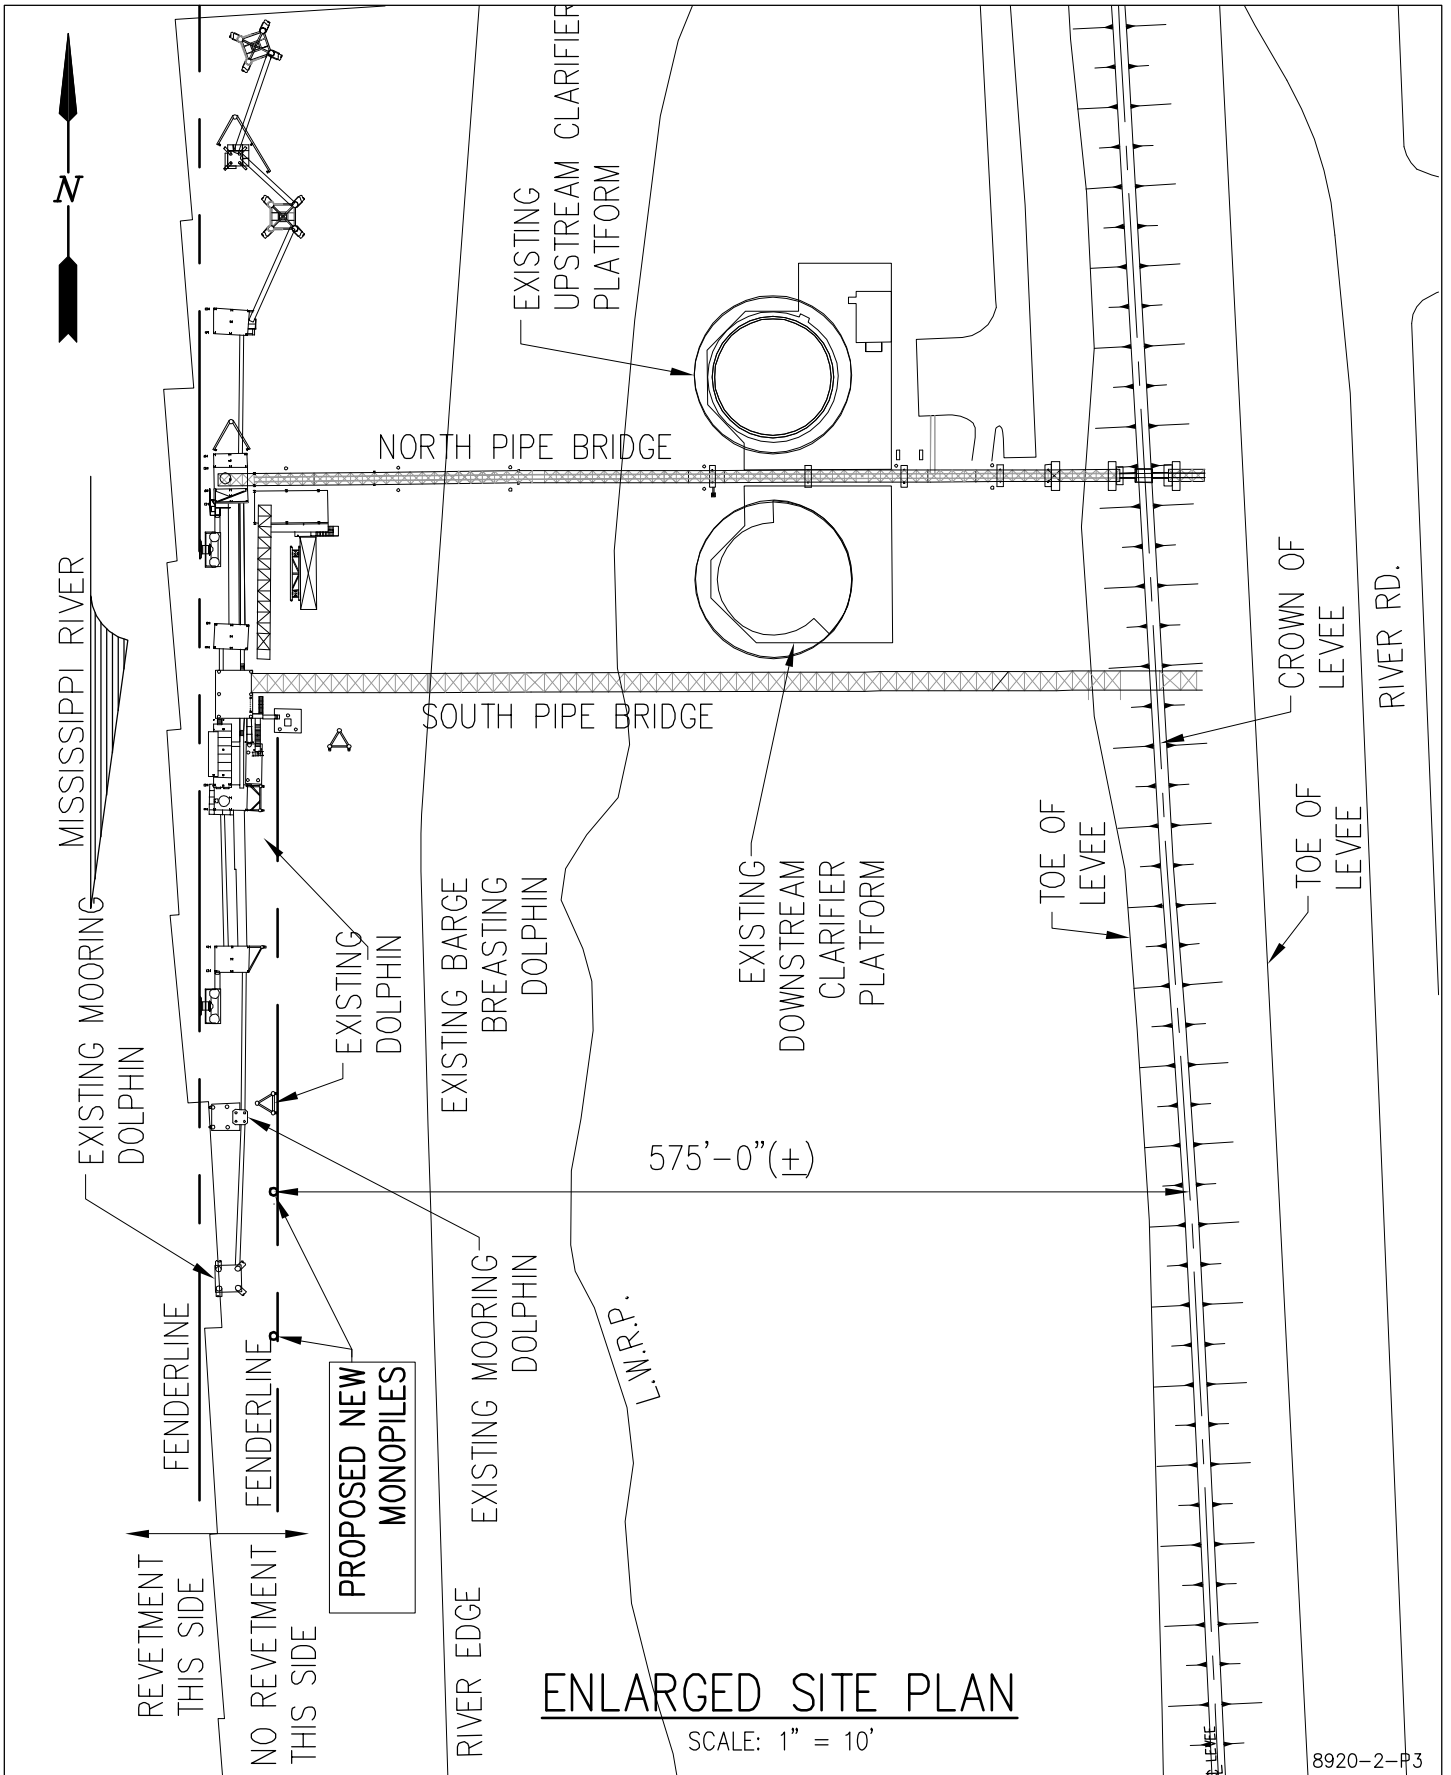 EXISTING
UPSTREAM CLARIFIER
PLATFORM
N
NORTH PIPE BRIDGE
MISSISSIPPI RIVER
SOUTH PIPE BRIDGE
CROWN OF
LEVEE
RIVER RD.
TOE OF
LEVEE
TOE OF
LEVEE
EXISTING
DOWNSTREAM
CLARIFIER
PLATFORM
EXISTING BARGE
BREASTING
DOLPHIN
EXISTING
DOLPHIN
EXISTING MOORING
DOLPHIN
575'-0"(±)
EXISTING MOORING
DOLPHIN
L.W.R.P.
FENDERLINE
FENDERLINE
PROPOSED NEW
MONOPILES
REVETMENT
THIS SIDE
NO REVETMENT
THIS SIDE
RIVER EDGE
ENLARGED SITE PLAN
SCALE: 1" = 10'
LEVEE
8920-2-P3